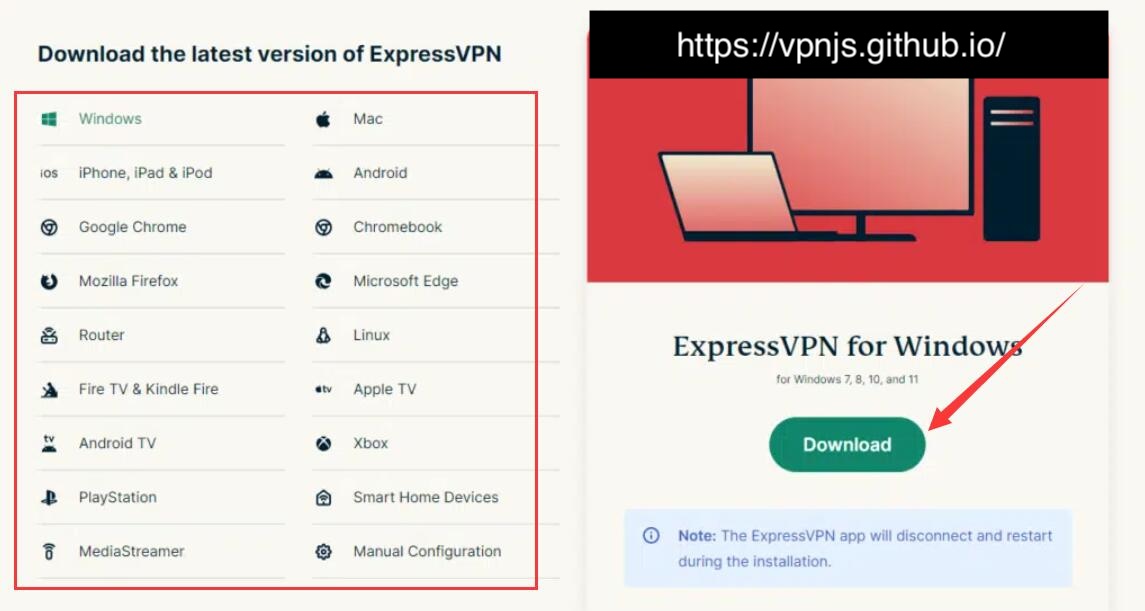 Download the latest version of ExpressVPN
Windows
Mac
iOS
iPhone, iPad & iPod
Android
Google Chrome
Chromebook
Mozilla Firefox
Microsoft Edge
Router
Linux
Fire TV & Kindle Fire
tv
Apple TV
tv
Android TV
Xbox
PlayStation
Smart Home Devices
MediaStreamer
Manual Configuration
https://vpnjs.github.io/
ExpressVPN for Windows
for Windows 7, 8, 10, and 11
Download
Note: The ExpressVPN app will disconnect and restart
during the installation.